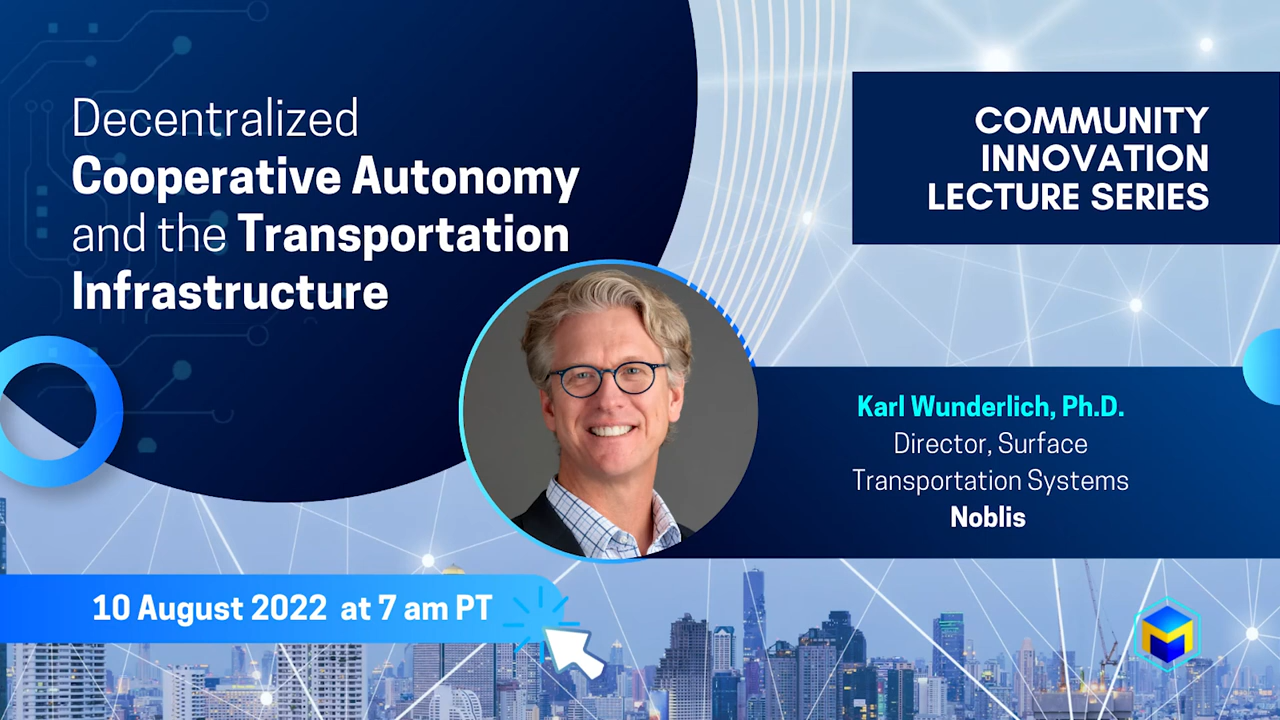 Decentralized
Cooperative Autonomy
and the Transportation
Infrastructure
COMMUNITY
INNOVATION
LECTURE SERIES
Karl Wunderlich, Ph.D.
Director, Surface
Transportation Systems
Noblis
10 August 2022 at 7 am PT